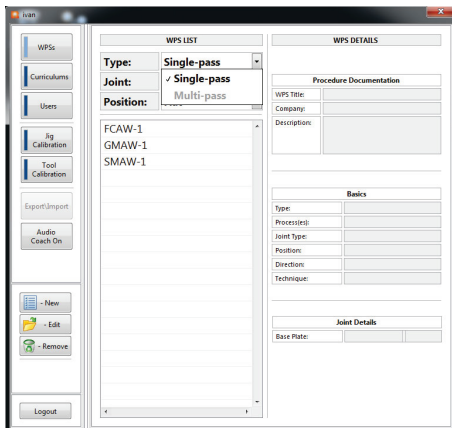 ivan
WPSs
Curriculums
Users
Jig
Calibration
Tool
Calibration
Export\Import
Audio
Coach On
- New
- Edit
- Remove
Logout
WPS LIST
Type: Single-pass
Joint: ✓ Single-pass
Multi-pass
Position:
FCAW-1
GMAW-1
SMAW-1
WPS DETAILS
Procedure Documentation
WPS Title:
Company:
Description:
Basics
Type:
Process(es):
Joint Type:
Position:
Direction:
Technique:
Joint Details
Base Plate: